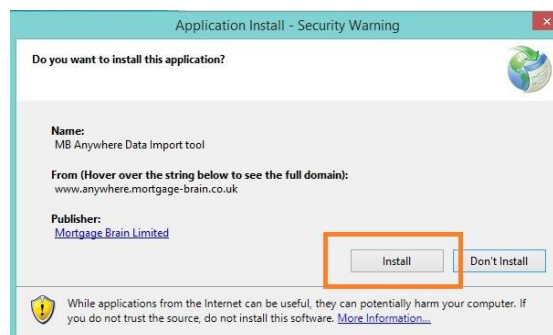 Application Install - Security Warning
Do you want to install this application?
Name:
MB Anywhere Data Import tool
From (Hover over the string below to see the full domain):
www.anywhere.mortgage-brain.co.uk
Publisher:
Mortgage Brain Limited
Install
Don't Install
While applications from the Internet can be useful, they can potentially harm your computer. If
you do not trust the source, do not install this software. More Information...